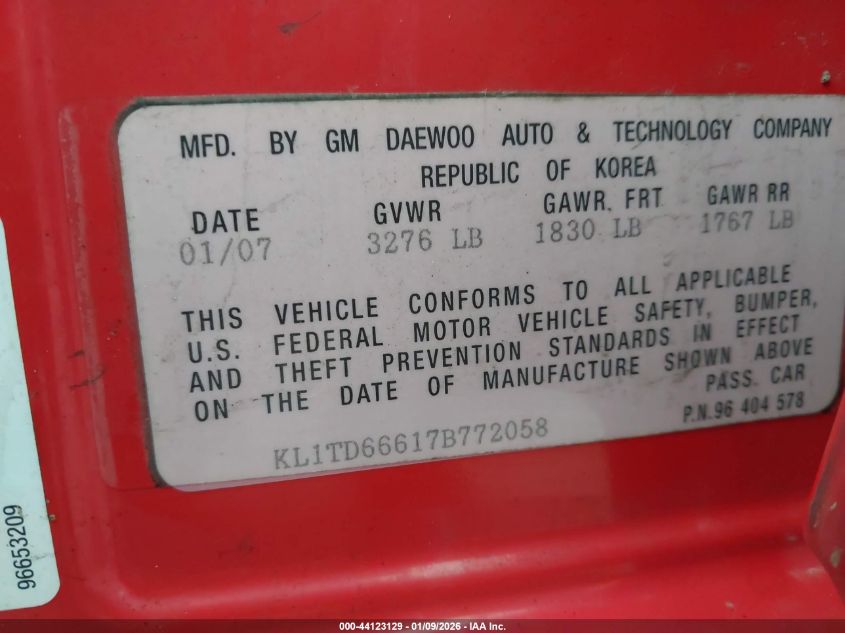 MFD. BY GM DAEWOO AUTO & TECHNOLOGY COMPANY
REPUBLIC OF KOREA
DATE GVWR GAWR. FRT GAWR RR
01/07 3276 LB 1830 LB 1767 LB
THIS VEHICLE CONFORMS TO ALL APPLICABLE
U.S. FEDERAL MOTOR VEHICLE SAFETY, BUMPER,
AND THEFT PREVENTION STANDARDS IN EFFECT
ON THE DATE OF MANUFACTURE SHOWN ABOVE
PASS. CAR
P.N.96 404 578
KL1TD66617B772058
96653209
000-44123129 - 01/09/2026 - IAA Inc.